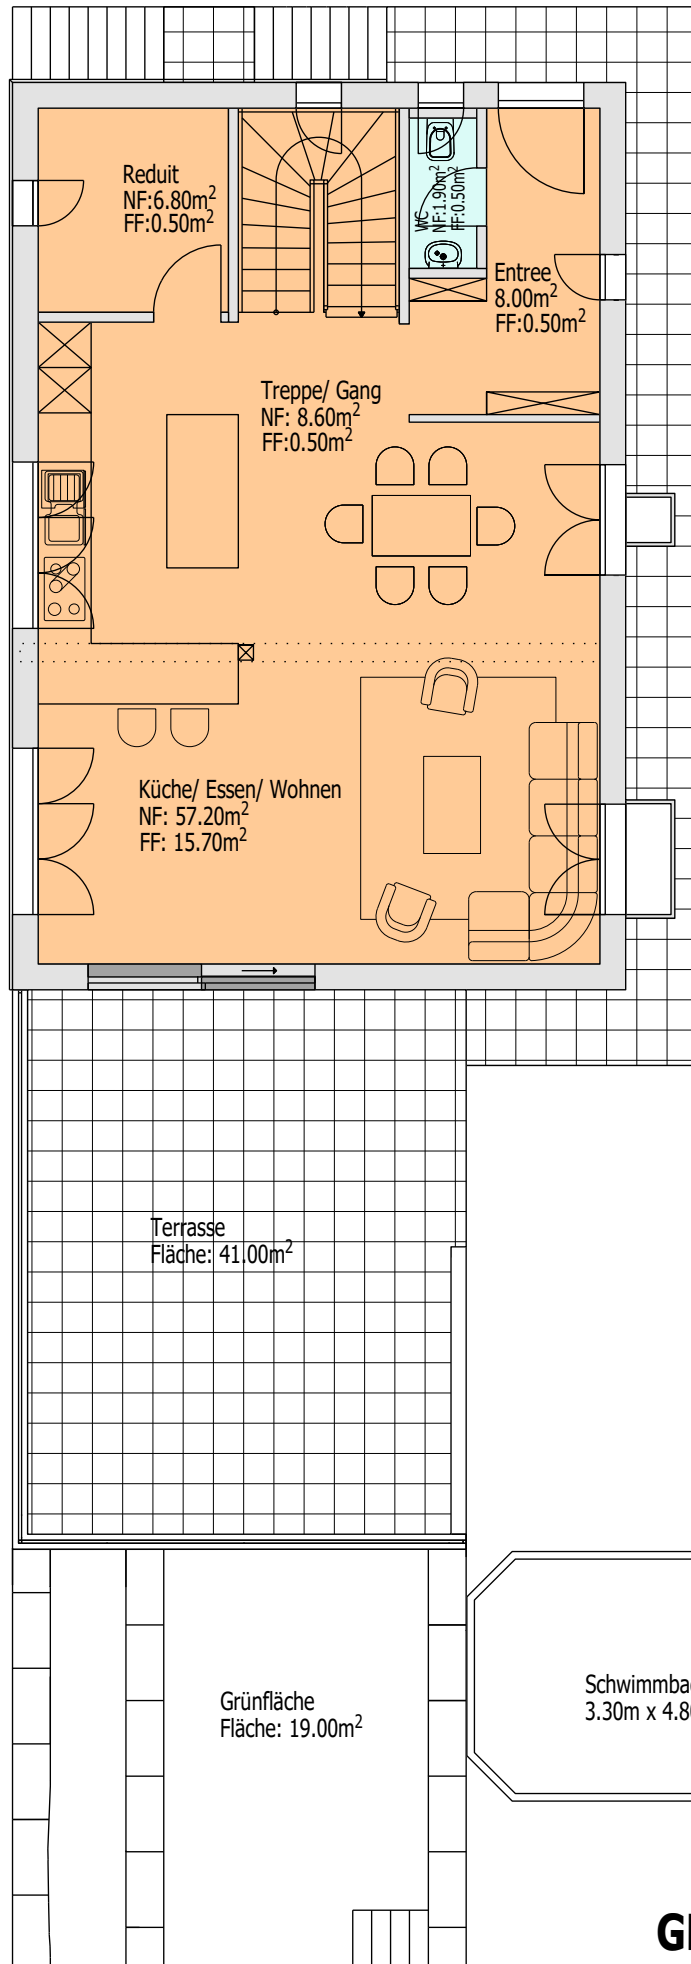 Reduit
NF:6.80m²
FF:0.50m²
WC
NF:1.90m²
FF:0.50m²
Entree
8.00m²
FF:0.50m²
Treppe/ Gang
NF: 8.60m²
FF:0.50m²
Küche/ Essen/ Wohnen
NF: 57.20m²
FF: 15.70m²
Terrasse
Fläche: 41.00m²
Grünfläche
Fläche: 19.00m²
3.30m x